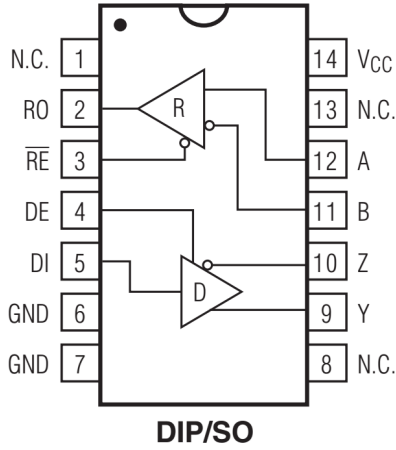 N.C. 1 14 VCC
RO 2 R 13 N.C.
R̅E̅ 3 12 A
DE 4 11 B
DI 5 10 Z
GND 6 D 9 Y
GND 7 8 N.C.
DIP/SO